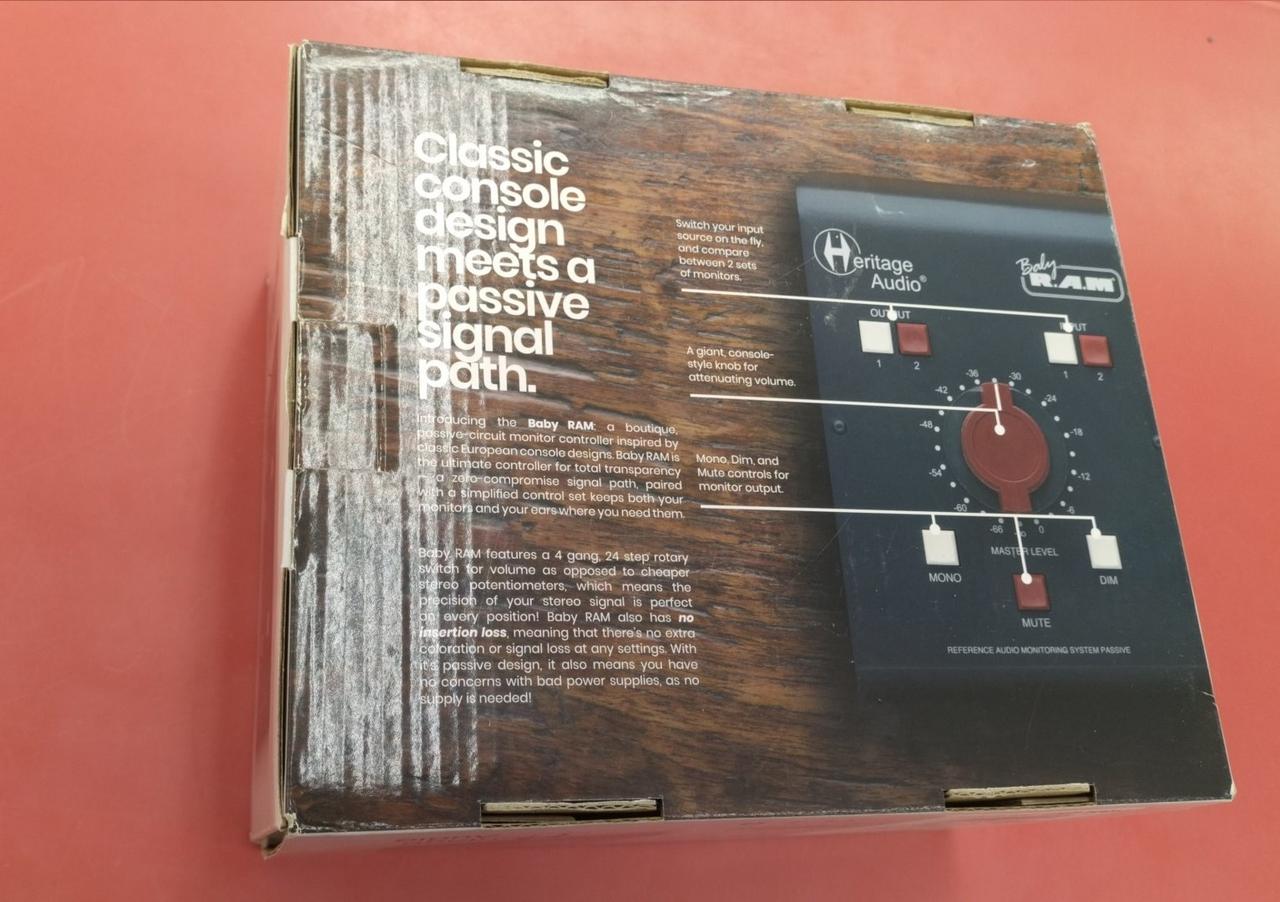 Classic
console
design
meets a
passive
signal
path.
Introducing the Baby RAM: a boutique,
passive-circuit monitor controller inspired by
classic European console designs. Baby RAM is
the ultimate controller for total transparency
a zero-compromise signal path, paired
with a simplified control set keeps both your
monitors and your ears where you need them.
Baby RAM features a 4 gang, 24 step rotary
switch for volume as opposed to cheaper
stereo potentiometers, which means the
precision of your stereo signal is perfect
on every position! Baby RAM also has no
insertion loss, meaning that there's no extra
coloration or signal loss at any settings. With
it's passive design, it also means you have
no concerns with bad power supplies, as no
supply is needed!
Switch your input
source on the fly,
and compare
between 2 sets
of monitors.
A giant, console-
style knob for
attenuating volume.
Mono, Dim, and
Mute controls for
monitor output.
Heritage
Audio®
Baby
R.A.M
OUTPUT
INPUT
1 2
1 2
-36 -30
-42 -24
-48 -18
-54 -12
-60 -6
-66 ∞ 0
MASTER LEVEL
MONO
DIM
MUTE
REFERENCE AUDIO MONITORING SYSTEM PASSIVE